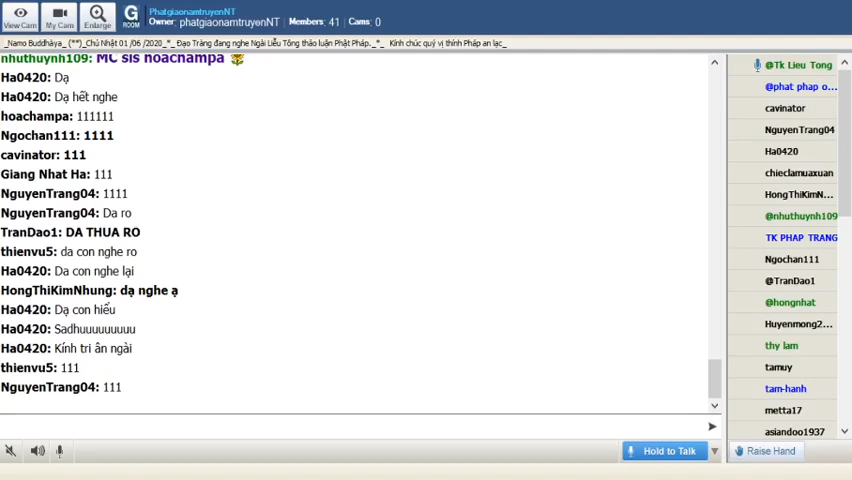 PhatgiaonamtruyenNT
Owner: phatgiaonamtruyenNT Members: 41 Cams: 0
View Cam My Cam Enlarge G ROOM
_Namo Buddhàya_ (**)_Chủ Nhật 01 /06 /2020_*_ Đạo Tràng đang nghe Ngài Liễu Tông thảo luận Phật Pháp._*_ Kính chúc quý vị thính Pháp an lạc_
nhuthuynh109: MC sis hoachampa
Ha0420: Dạ
Ha0420: Dạ hết nghe
hoachampa: 111111
Ngochan111: 1111
cavinator: 111
Giang Nhat Ha: 111
NguyenTrang04: 1111
NguyenTrang04: Da ro
TranDao1: DA THUA RO
thienvu5: da con nghe ro
Ha0420: Da con nghe lại
HongThiKimNhung: dạ nghe ạ
Ha0420: Dạ con hiểu
Ha0420: Sadhuuuuuuuuu
Ha0420: Kính tri ân ngài
thienvu5: 111
NguyenTrang04: 111
@Tk Lieu Tong
@phat phap o...
cavinator
NguyenTrang04
Ha0420
chieclamuaxuan
HongThiKimN...
@nhuthuynh109
TK PHAP TRANG
Ngochan111
@TranDao1
@hongnhat
Huyenmong2...
thy lam
tamuy
tam-hanh
metta17
asiandoo1937
Hold to Talk
Raise Hand